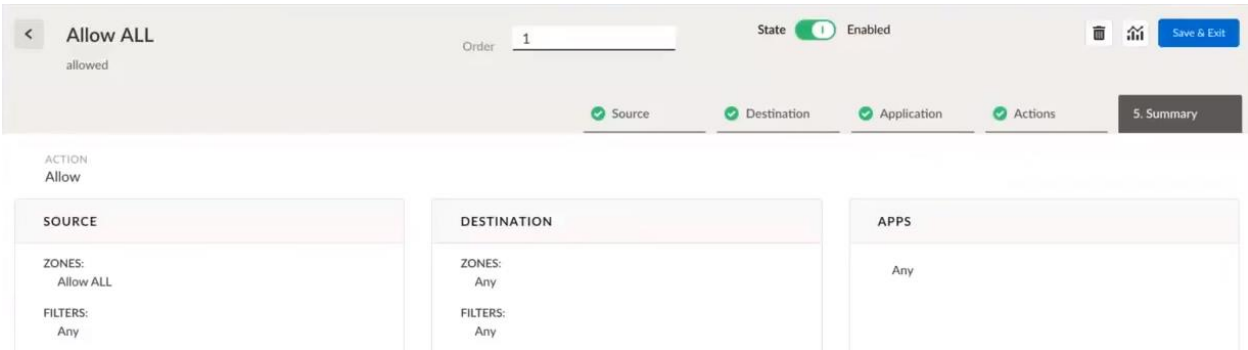 Allow ALL
allowed
Order 1
State Enabled
Save & Exit
Source
Destination
Application
Actions
5. Summary
ACTION
Allow
SOURCE
ZONES:
Allow ALL
FILTERS:
Any
DESTINATION
ZONES:
Any
FILTERS:
Any
APPS
Any